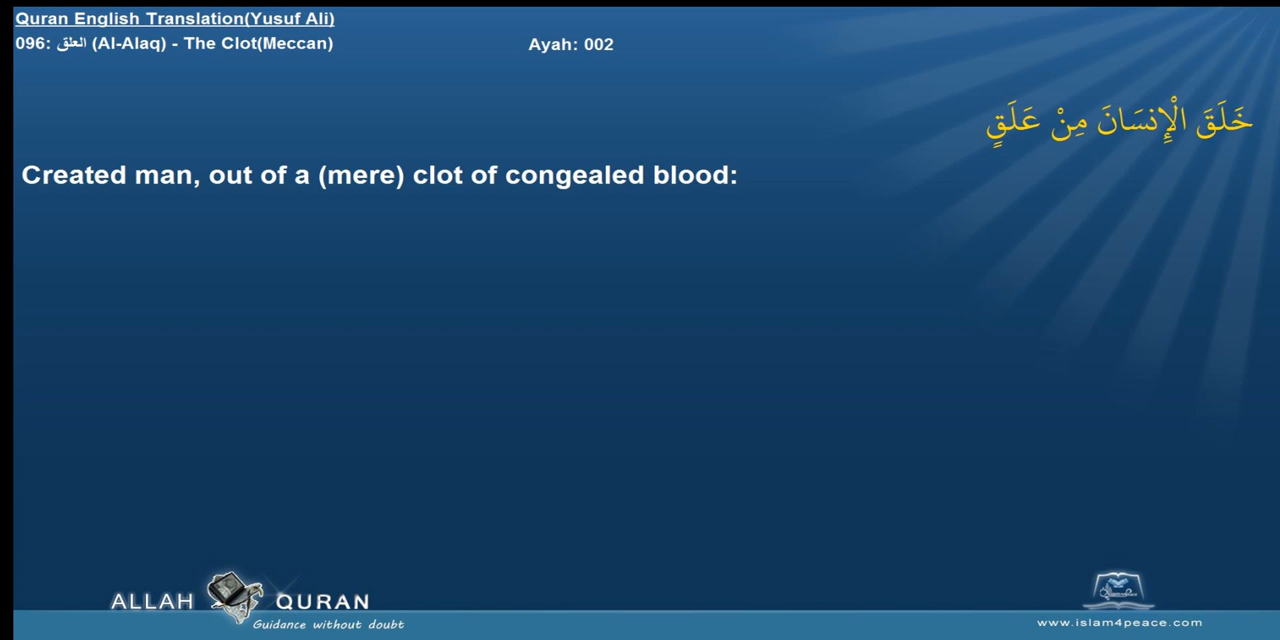 Quran English Translation(Yusuf Ali)
096: العلق (Al-Alaq) - The Clot(Meccan)
Ayah: 002
خَلَقَ الْإِنسَانَ مِنْ عَلَقٍ
Created man, out of a (mere) clot of congealed blood:
ALLAH QURAN
Guidance without doubt
www.islam4peace.com